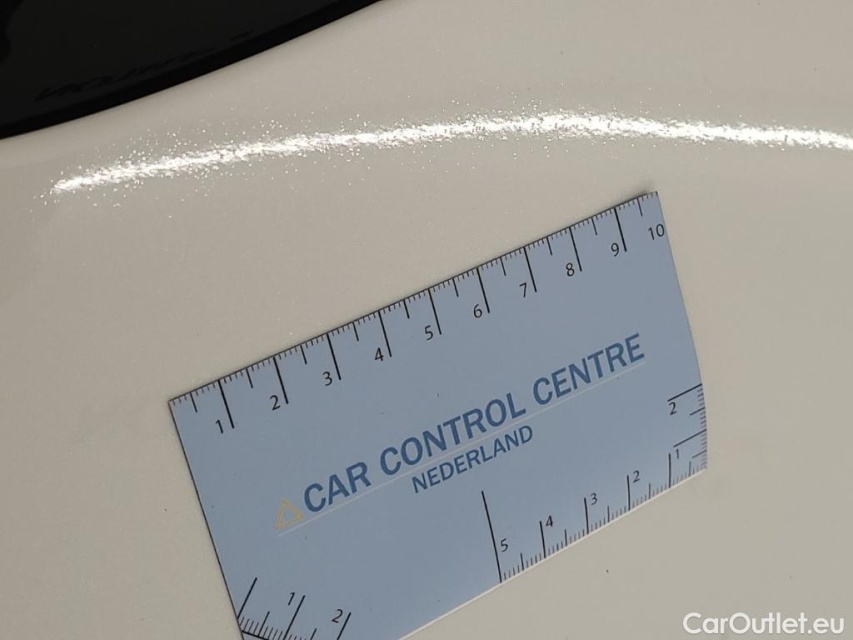 1 2 3 4 5 6 7 8 9 10
CAR CONTROL CENTRE
NEDERLAND
2
1
5 4 3 2
1 2
CarOutlet.eu